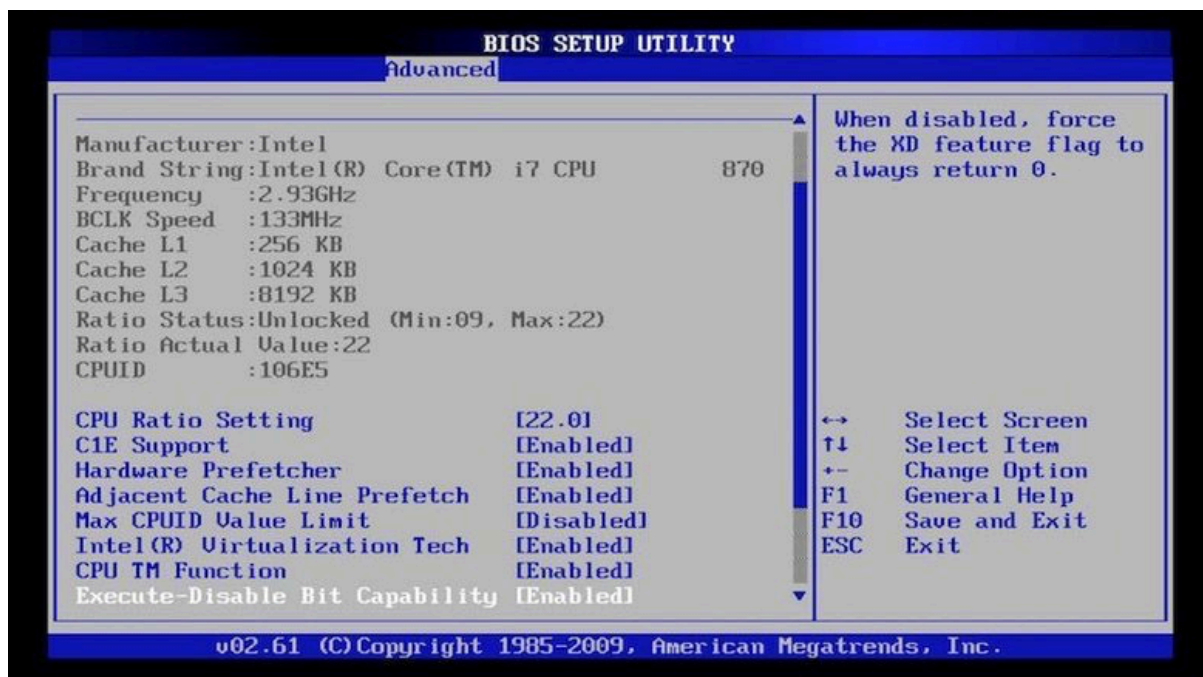 BIOS SETUP UTILITY
Advanced
Manufacturer:Intel
Brand String:Intel(R) Core(TM) i7 CPU 870
Frequency :2.93GHz
BCLK Speed :133MHz
Cache L1 :256 KB
Cache L2 :1024 KB
Cache L3 :8192 KB
Ratio Status:Unlocked (Min:09, Max:22)
Ratio Actual Value:22
CPUID :106E5
CPU Ratio Setting [22.0]
C1E Support [Enabled]
Hardware Prefetcher [Enabled]
Adjacent Cache Line Prefetch [Enabled]
Max CPUID Value Limit [Disabled]
Intel(R) Virtualization Tech [Enabled]
CPU TM Function [Enabled]
Execute-Disable Bit Capability [Enabled]
When disabled, force
the XD feature flag to
always return 0.
↔ Select Screen
↑↓ Select Item
+- Change Option
F1 General Help
F10 Save and Exit
ESC Exit
v02.61 (C)Copyright 1985-2009, American Megatrends, Inc.